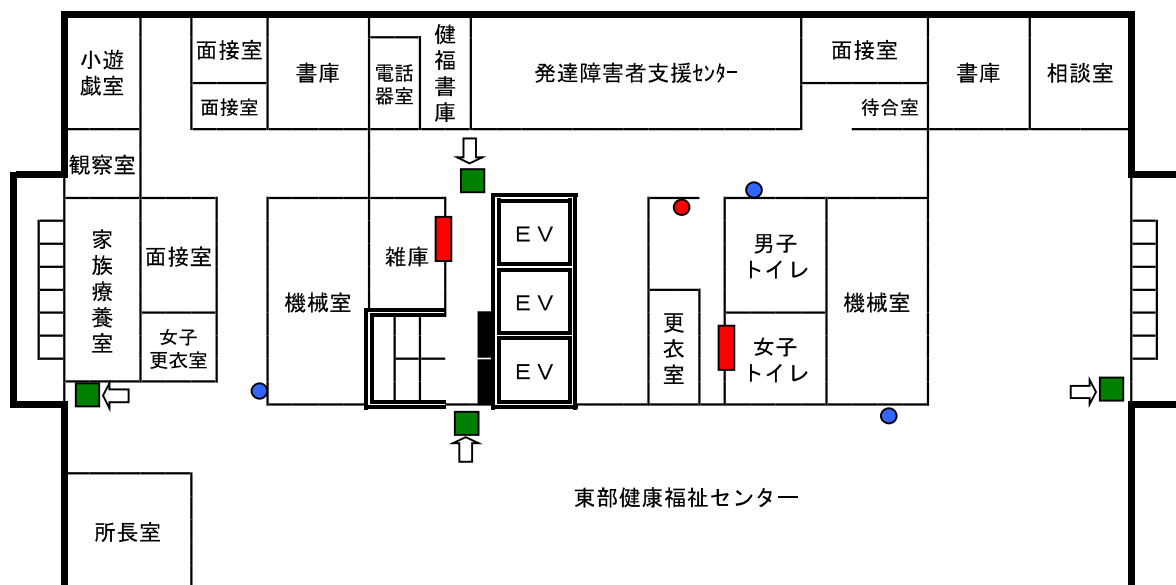 小遊
戯室
面接室
面接室
書庫
電話
器室
健
福
書
庫
発達障害者支援ｾﾝﾀｰ
面接室
待合室
書庫
相談室
観察室
家
族
療
養
室
面接室
女子
更衣室
機械室
雑庫
ＥＶ
ＥＶ
ＥＶ
更
衣
室
男子
トイレ
女子
トイレ
機械室
東部健康福祉センター
所長室